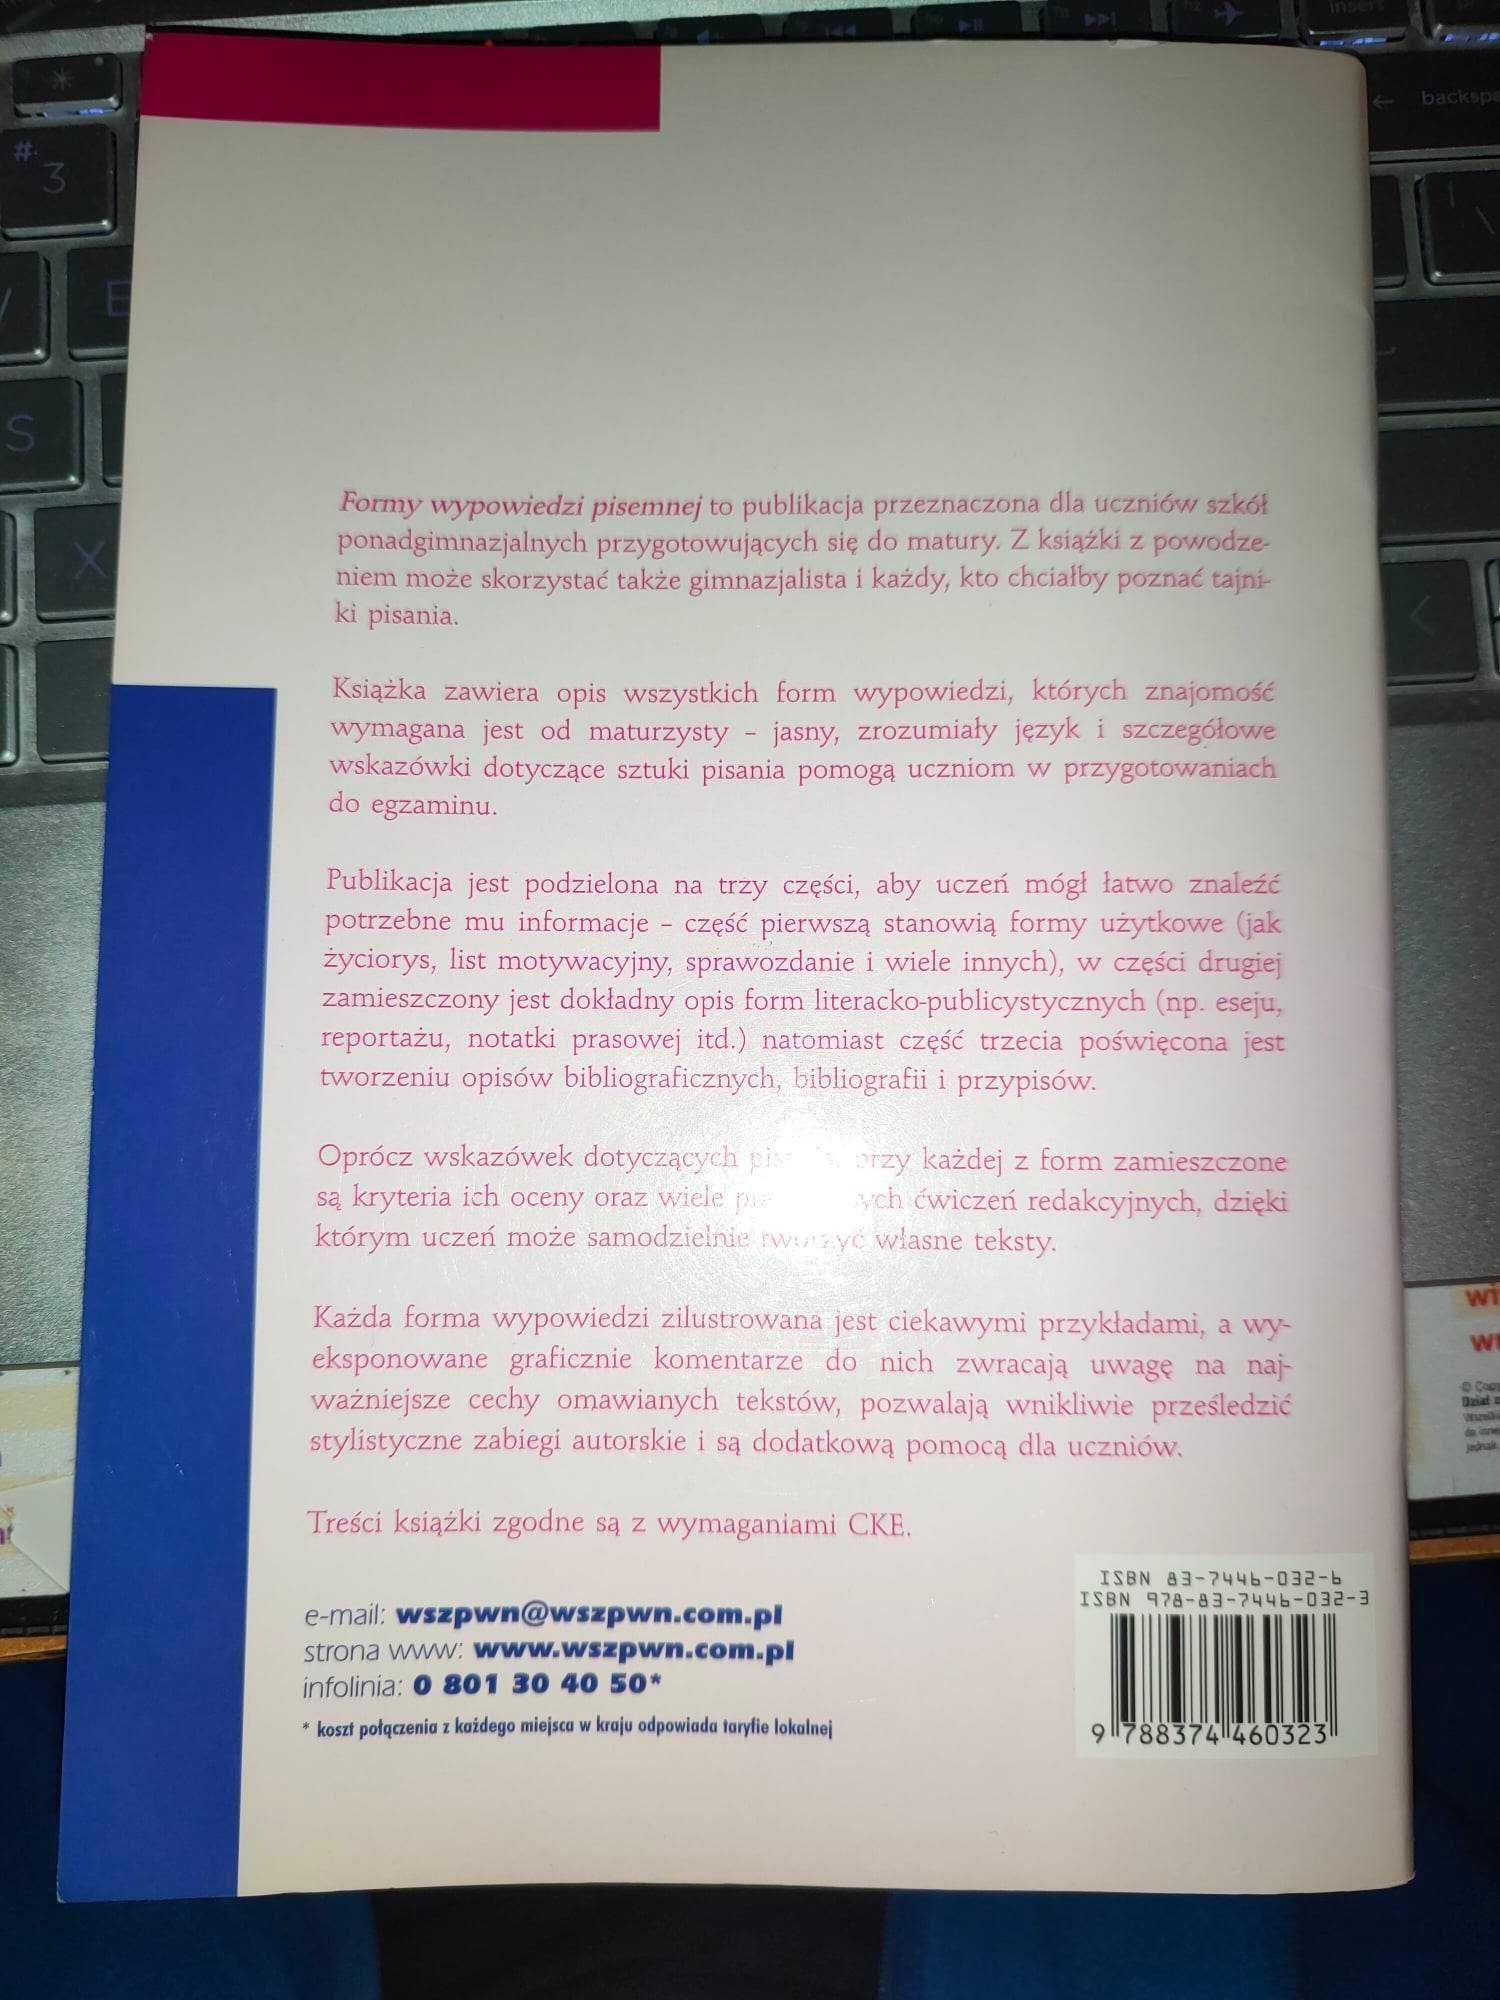 insert
backspa
#
3
E
S
X
Formy wypowiedzi pisemnej to publikacja przeznaczona dla uczniów szkół
ponadgimnazjalnych przygotowujących się do matury. Z książki z powodze-
niem może skorzystać także gimnazjalista i każdy, kto chciałby poznać tajni-
ki pisania.
Książka zawiera opis wszystkich form wypowiedzi, których znajomość
wymagana jest od maturzysty – jasny, zrozumiały język i szczegółowe
wskazówki dotyczące sztuki pisania pomogą uczniom w przygotowaniach
do egzaminu.
Publikacja jest podzielona na trzy części, aby uczeń mógł łatwo znaleźć
potrzebne mu informacje – część pierwszą stanowią formy użytkowe (jak
życiorys, list motywacyjny, sprawozdanie i wiele innych), w części drugiej
zamieszczony jest dokładny opis form literacko-publicystycznych (np. eseju,
reportażu, notatki prasowej itd.) natomiast część trzecia poświęcona jest
tworzeniu opisów bibliograficznych, bibliografii i przypisów.
Oprócz wskazówek dotyczących przy każdej z form zamieszczone
są kryteria ich oceny oraz wiele ćwiczeń redakcyjnych, dzięki
którym uczeń może samodzielnie tworzyć własne teksty.
Każda forma wypowiedzi zilustrowana jest ciekawymi przykładami, a wy-
eksponowane graficznie komentarze do nich zwracają uwagę na naj-
ważniejsze cechy omawianych tekstów, pozwalają wnikliwie prześledzić
stylistyczne zabiegi autorskie i są dodatkową pomocą dla uczniów.
Treści książki zgodne są z wymaganiami CKE.
e-mail: wszpwn@wszpwn.com.pl
strona www: www.wszpwn.com.pl
infolinia: 0 801 30 40 50*
* koszt połączenia z każdego miejsca w kraju odpowiada taryfie lokalnej
ISBN 83-7446-032-6
ISBN 978-83-7446-032-3
9 788374 460323